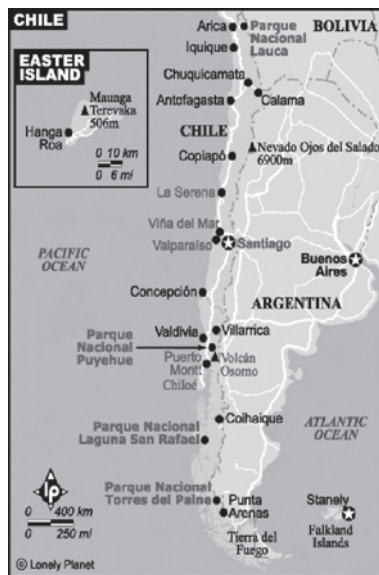 CHILE
EASTER
ISLAND
Maunga
Terevaka
506m
Hanga
Roa
0 10 km
0 6 mi
Arica
Parque
Nacional
Lauca
BOLIVIA
Iquique
Chuquicamata
Antofagasta
Calama
CHILE
Nevado Ojos del Salado
6900m
Copiapó
La Serena
Viña del Mar
Valparaíso
Santiago
PACIFIC
OCEAN
Buenos
Aires
Concepción
ARGENTINA
Valdivia
Villarrica
Parque
Nacional
Puyehue
Puerto
Montt
Volcán
Osorno
Chiloé
Coihaique
ATLANTIC
OCEAN
Parque Nacional
Laguna San Rafael
Parque Nacional
Torres del Paine
Punta
Arenas
Stanely
Falkland
Islands
Tierra del
Fuego
lp
0 400 km
0 250 mi
© Lonely Planet